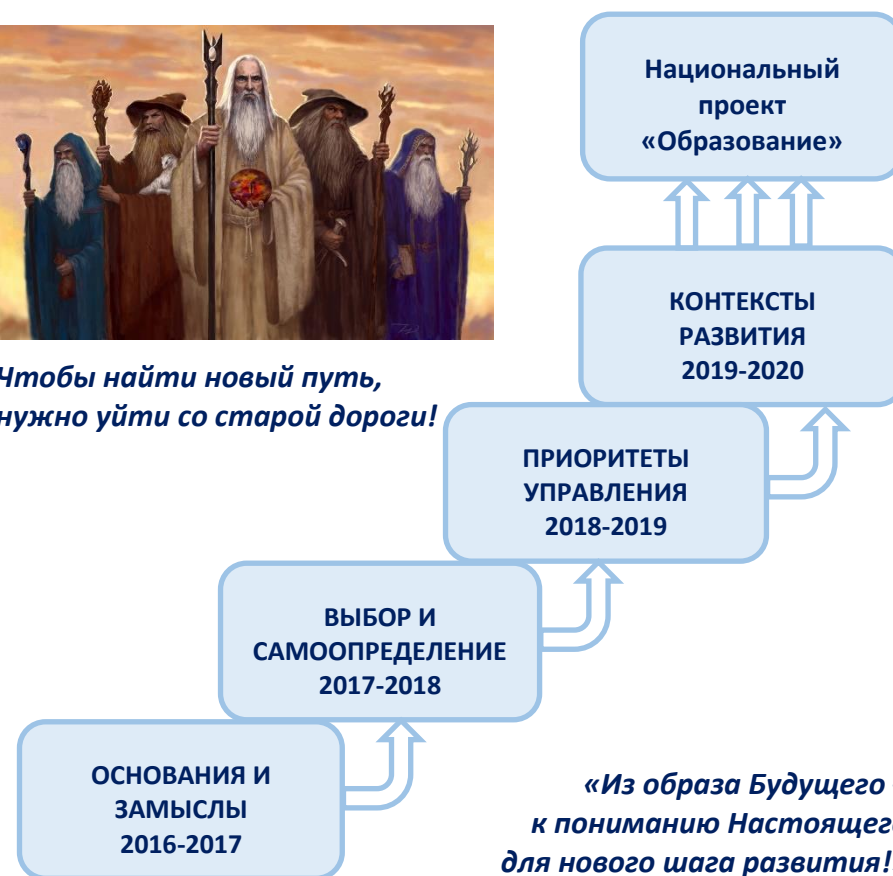 Национальный
проект
«Образование»
КОНТЕКСТЫ
РАЗВИТИЯ
2019-2020
Чтобы найти новый путь,
нужно уйти со старой дороги!
ПРИОРИТЕТЫ
УПРАВЛЕНИЯ
2018-2019
ВЫБОР И
САМООПРЕДЕЛЕНИЕ
2017-2018
ОСНОВАНИЯ И
ЗАМЫСЛЫ
2016-2017
«Из образа Будущего
к пониманию Настоящего
для нового шага развития!